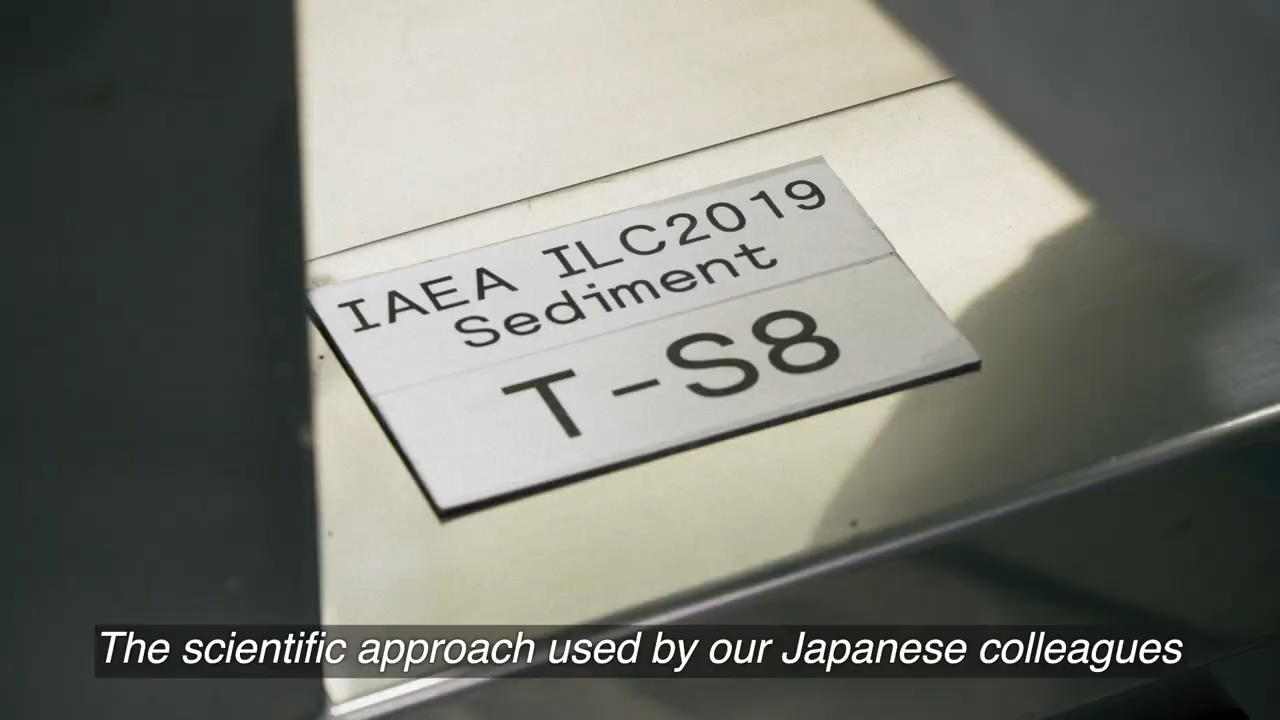 IAEA ILC2019
Sediment
T-S8
The scientific approach used by our Japanese colleagues